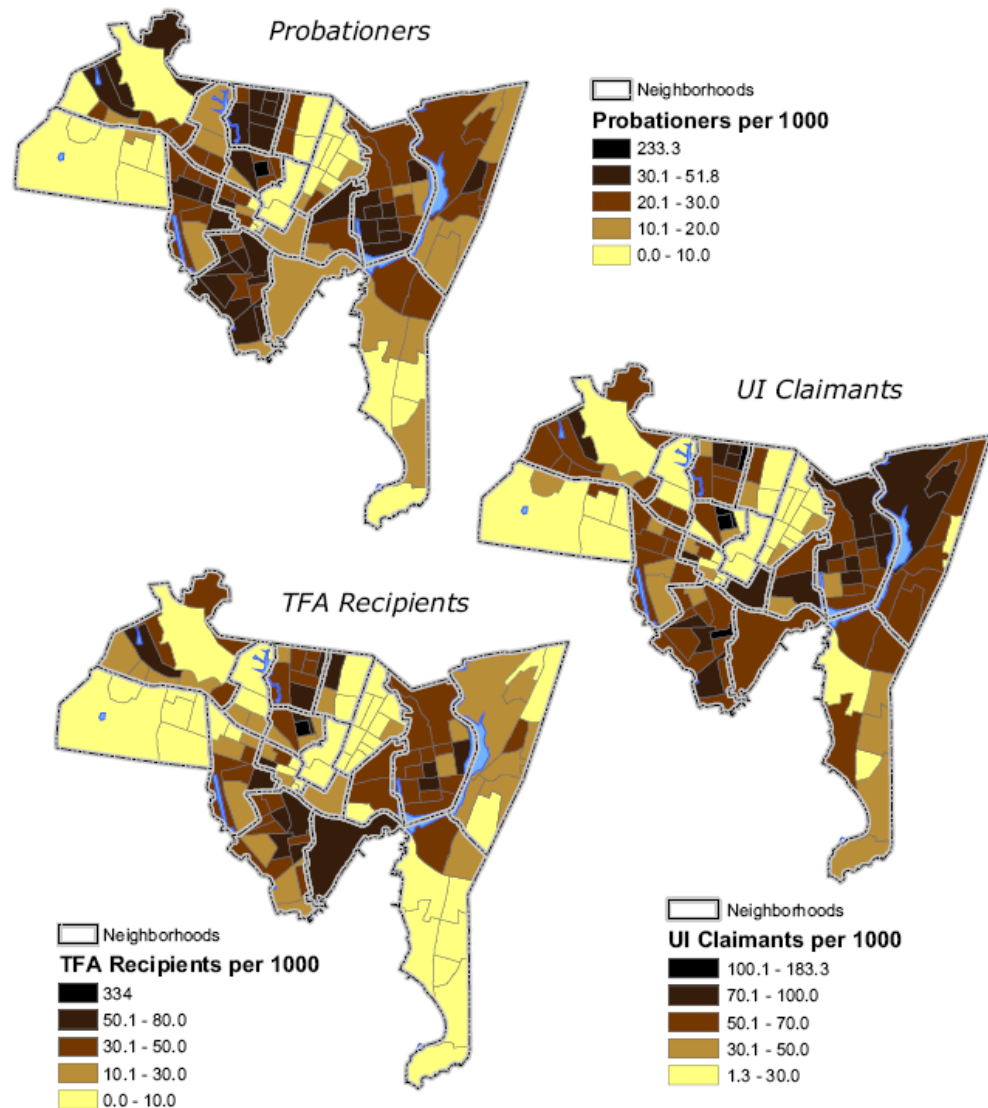 Probationers
Neighborhoods
Probationers per 1000
233.3
30.1 - 51.8
20.1 - 30.0
10.1 - 20.0
0.0 - 10.0
UI Claimants
TFA Recipients
Neighborhoods
TFA Recipients per 1000
334
50.1 - 80.0
30.1 - 50.0
10.1 - 30.0
0.0 - 10.0
Neighborhoods
UI Claimants per 1000
100.1 - 183.3
70.1 - 100.0
50.1 - 70.0
30.1 - 50.0
1.3 - 30.0